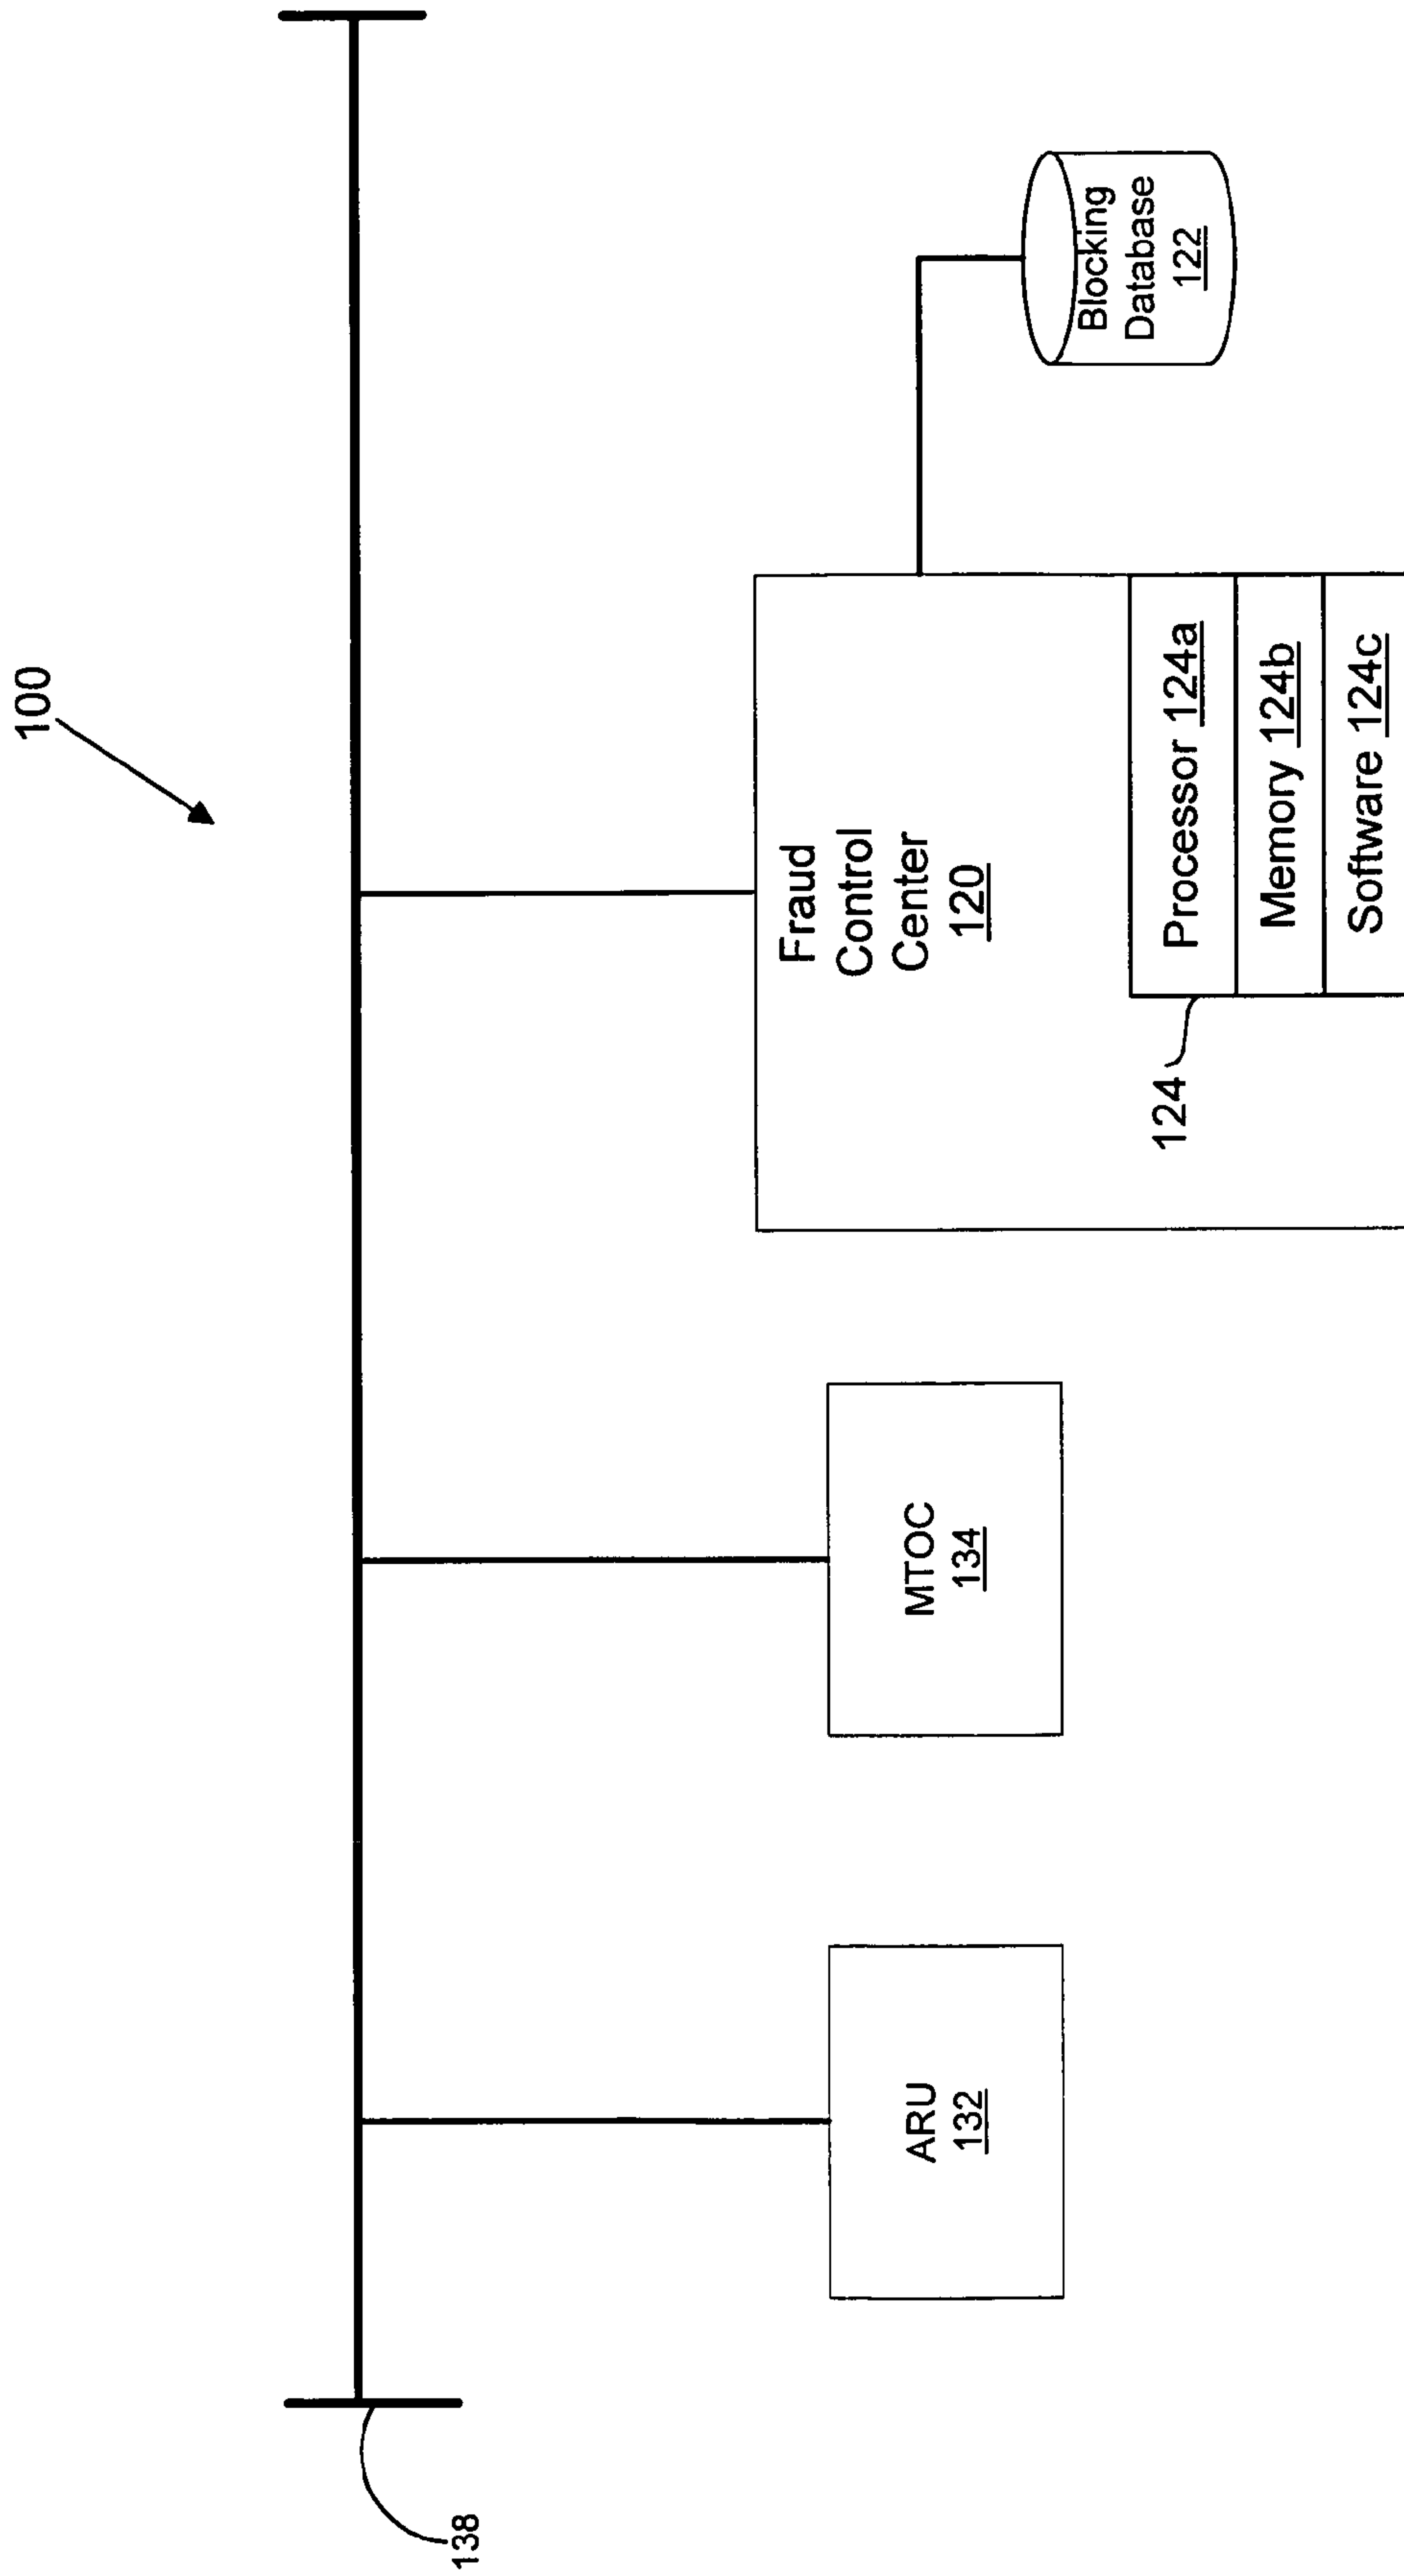 100
138
ARU
132
MTOC
134
Fraud
Control
Center
120
124
Processor 124a
Memory 124b
Software 124c
Blocking
Database
122